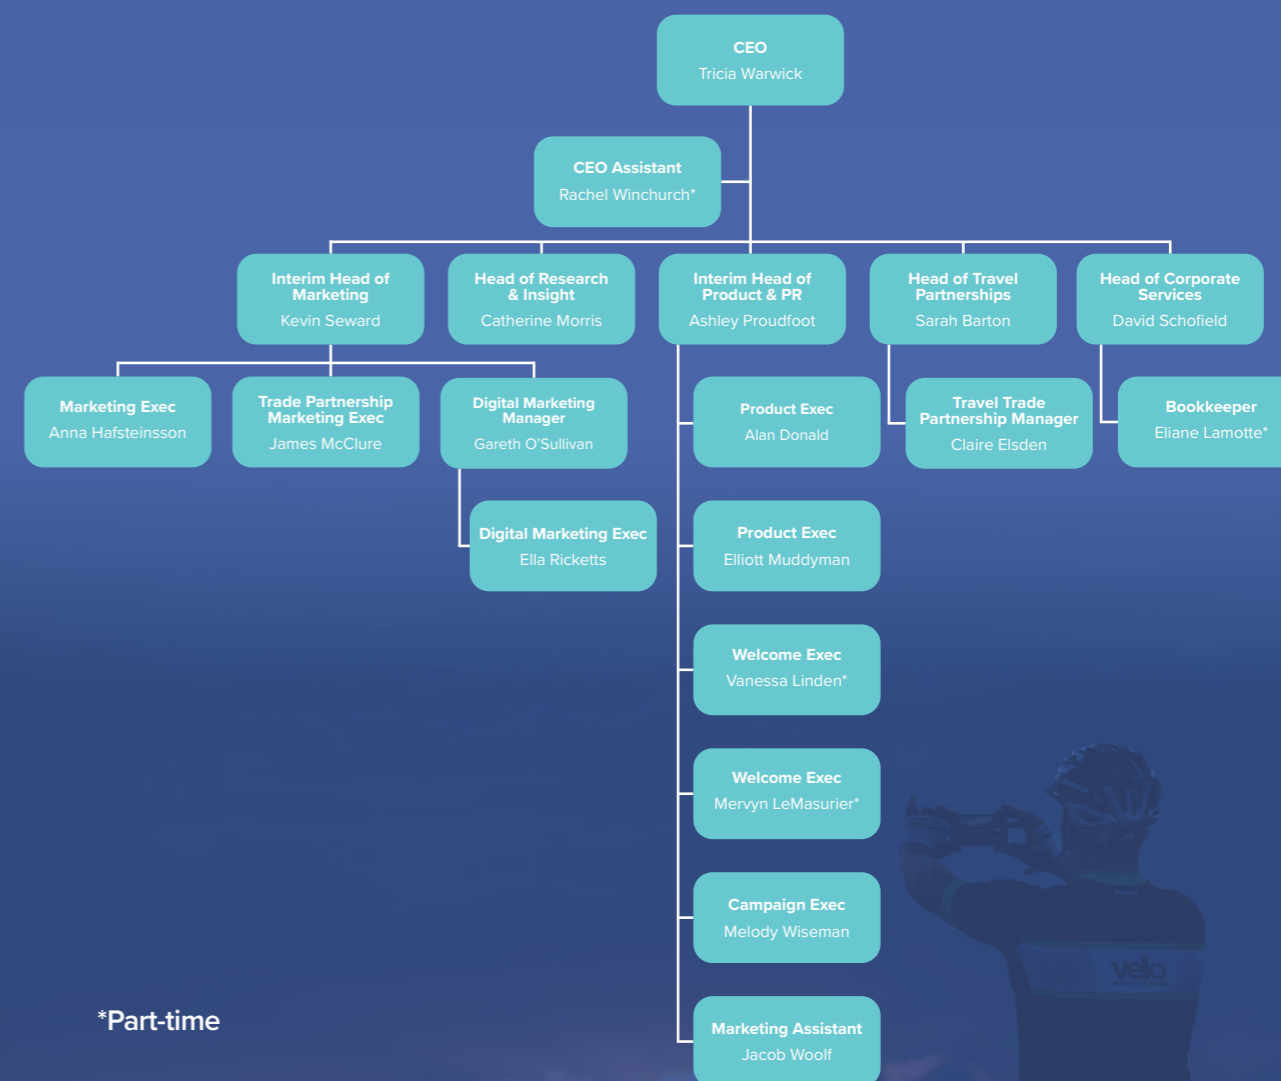 CEO
Tricia Warwick
CEO Assistant
Rachel Winchurch*
Interim Head of
Marketing
Kevin Seward
Head of Research
& Insight
Catherine Morris
Interim Head of
Product & PR
Ashley Proudfoot
Head of Travel
Partnerships
Sarah Barton
Head of Corporate
Services
David Schofield
Marketing Exec
Anna Hafsteinsson
Trade Partnership
Marketing Exec
James McClure
Digital Marketing
Manager
Gareth O'Sullivan
Product Exec
Alan Donald
Travel Trade
Partnership Manager
Claire Elsden
Bookkeeper
Eliane Lamotte*
Digital Marketing Exec
Ella Ricketts
Product Exec
Elliott Muddyman
Welcome Exec
Vanessa Linden*
Welcome Exec
Mervyn LeMasurier*
Campaign Exec
Melody Wiseman
velo
Marketing Assistant
Jacob Woolf
*Part-time